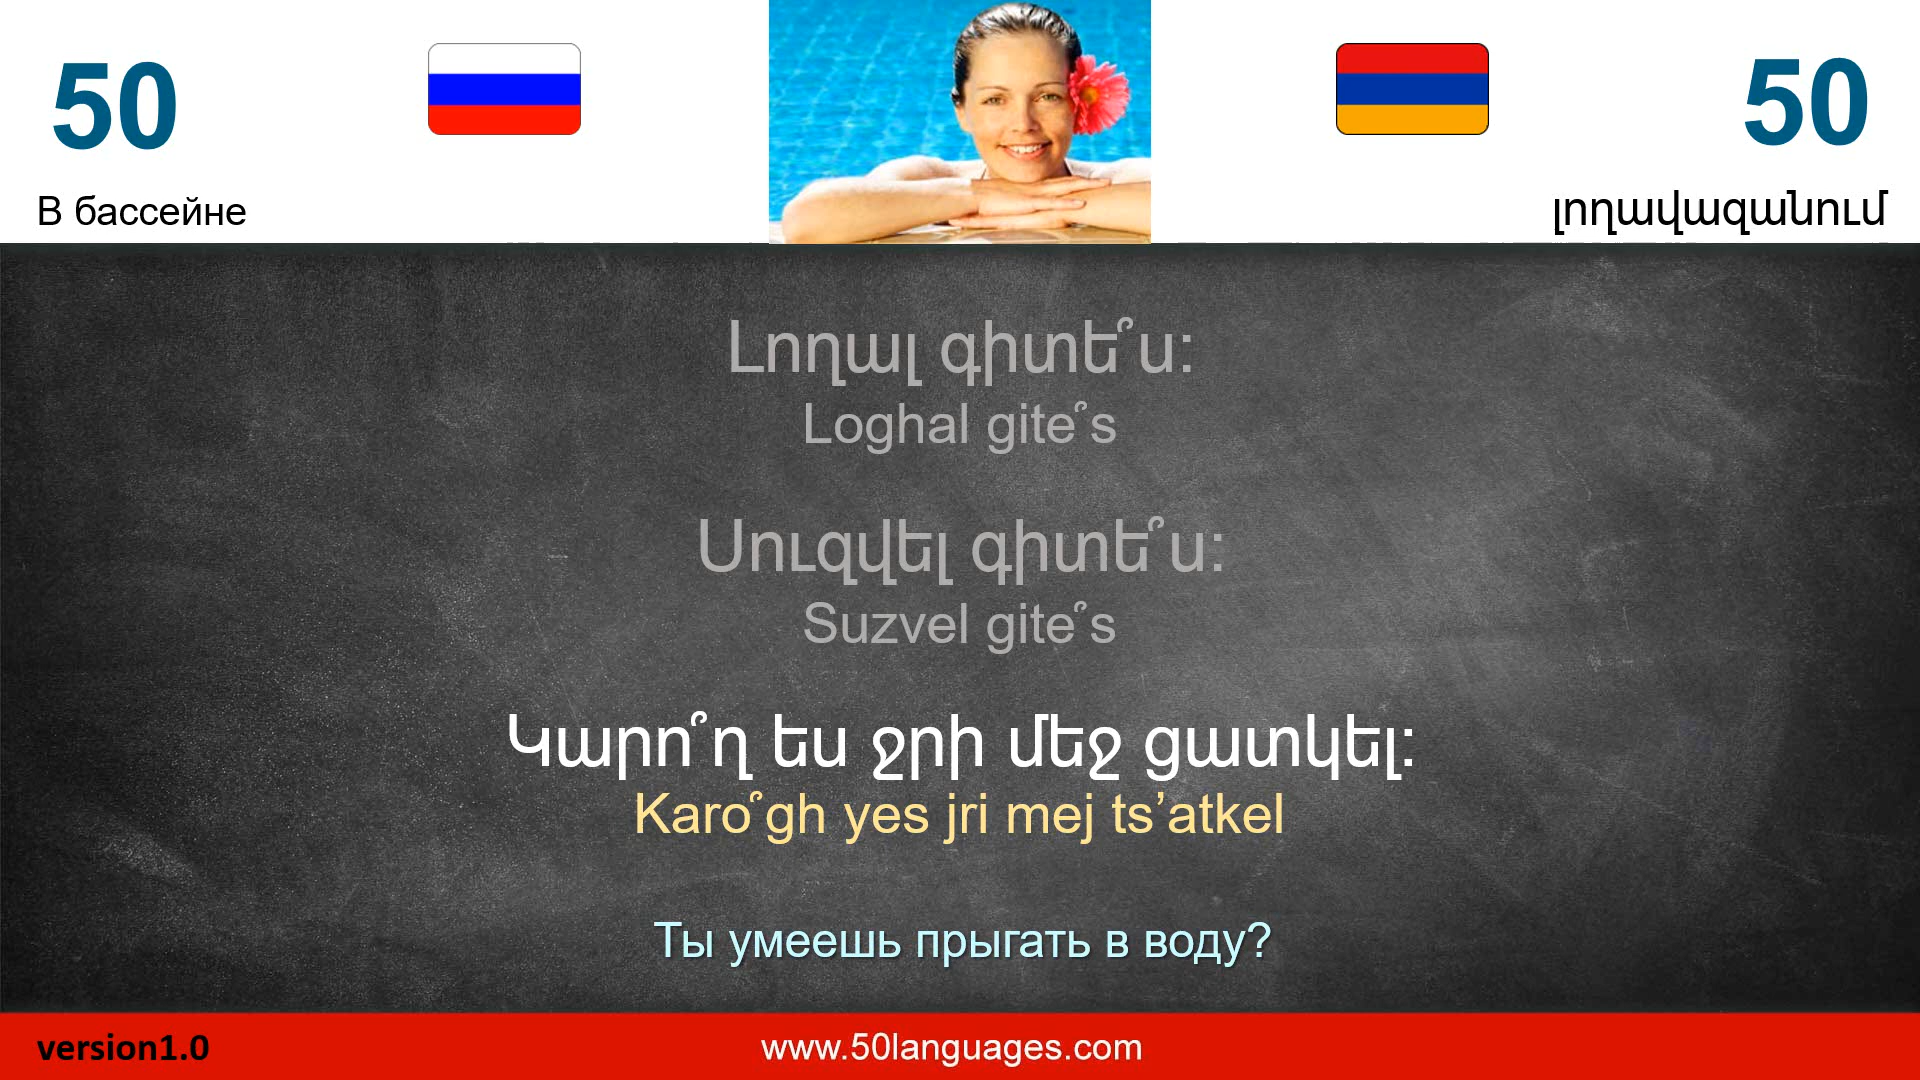 50
50
В бассейне
լողավազանում
Լողալ գիտե՞ս:
Loghal gite՞s
Սուզվել գիտե՞ս:
Suzvel gite՞s
Կարո՞ղ ես ջրի մեջ ցատկել:
Karo՞gh yes jri mej ts’atkel
Ты умеешь прыгать в воду?
version1.0
www.50languages.com